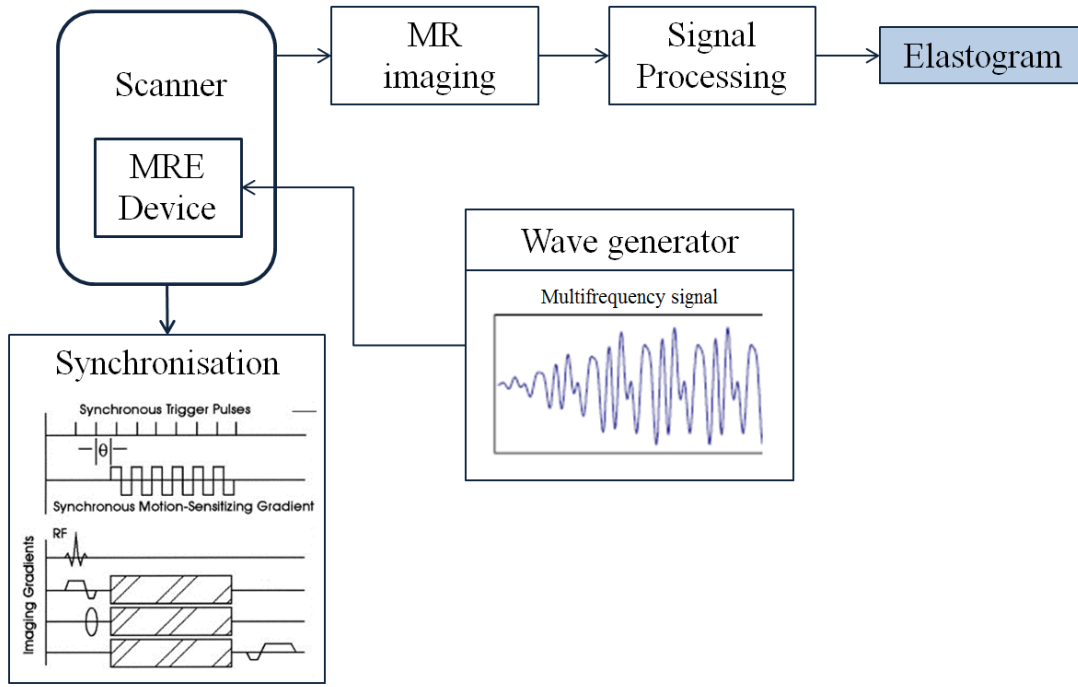 Scanner
MRE
Device
MR
imaging
Signal
Processing
Elastogram
Wave generator
Multifrequency signal
Synchronisation
Synchronous Trigger Pulses
θ
Synchronous Motion-Sensitizing Gradient
RF
Imaging Gradients